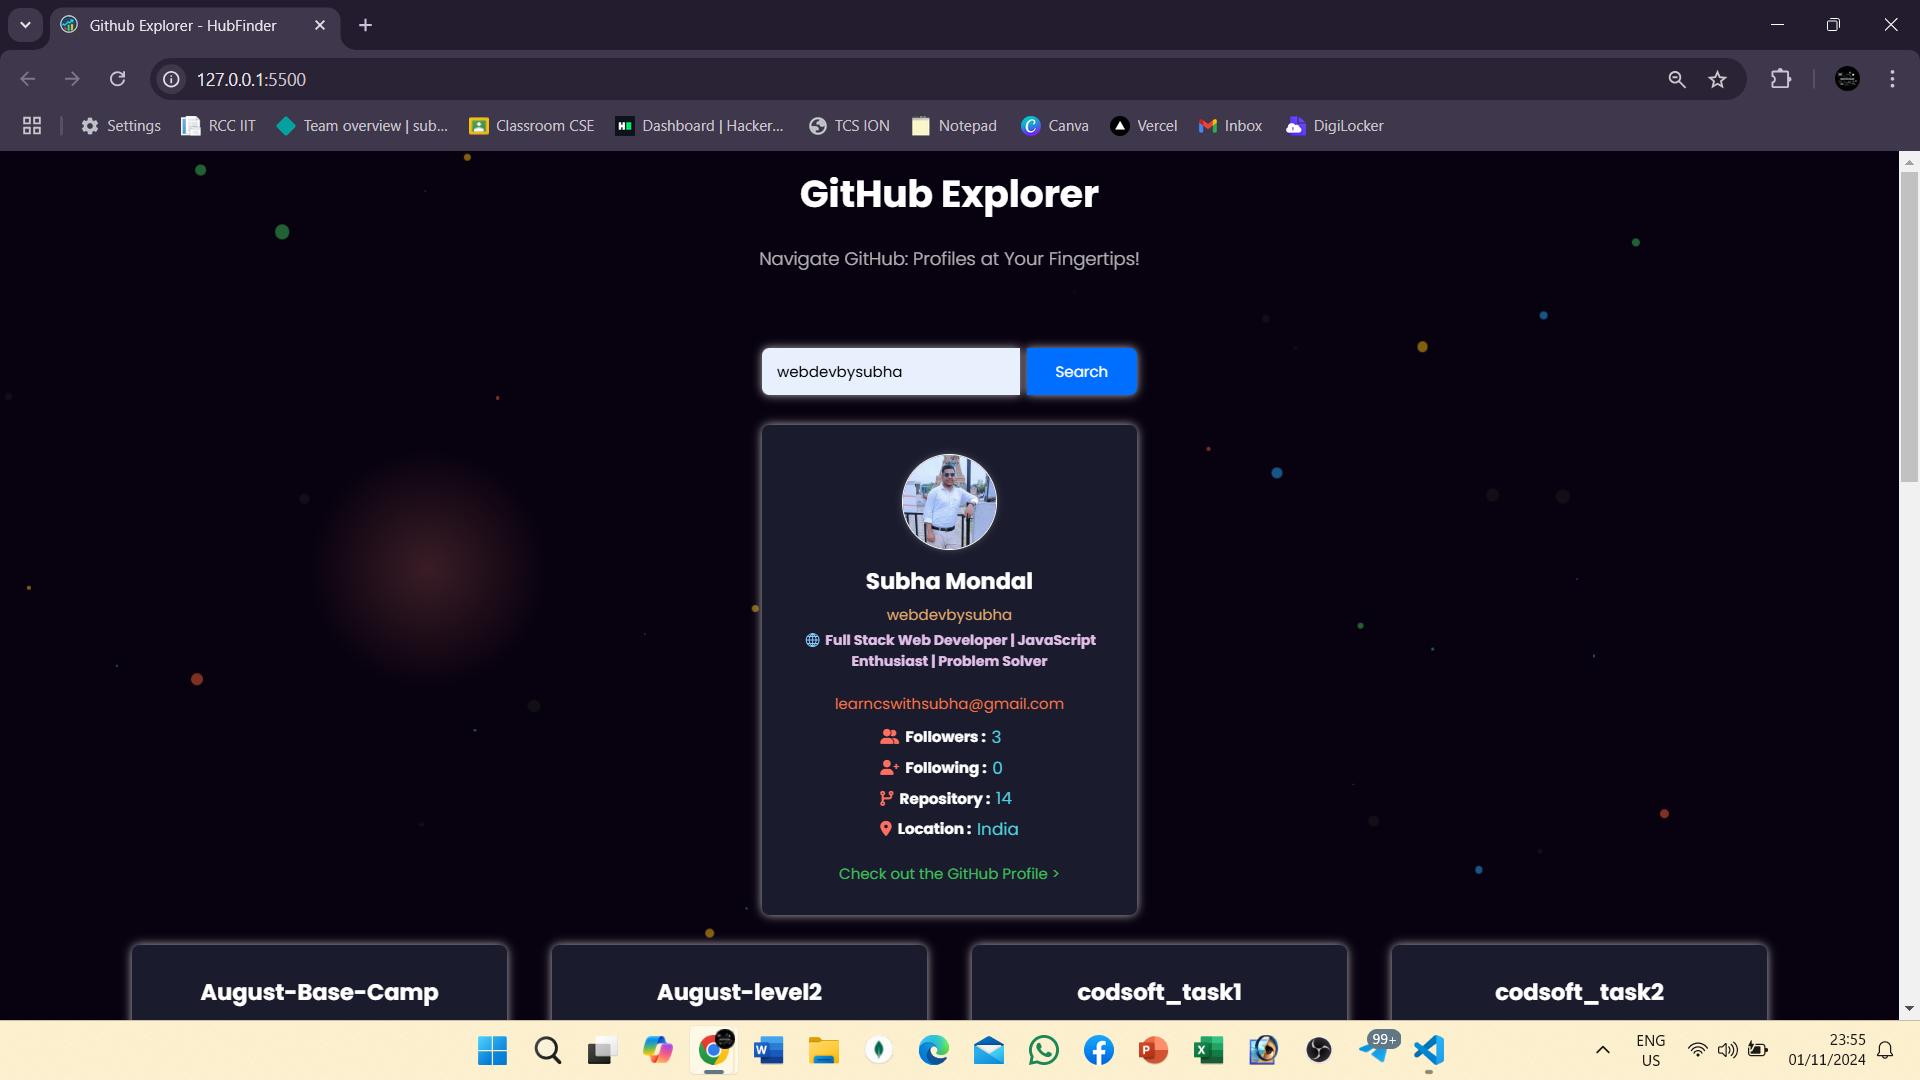 Github Explorer - HubFinder
127.0.0.1:5500
Settings RCC IIT Team overview | sub... Classroom CSE Dashboard | Hacker... TCS ION Notepad Canva Vercel Inbox DigiLocker
GitHub Explorer
Navigate GitHub: Profiles at Your Fingertips!
webdevbysubha Search
Subha Mondal
webdevbysubha
Full Stack Web Developer | JavaScript
Enthusiast | Problem Solver
learncswithsubha@gmail.com
Followers : 3
Following : 0
Repository : 14
Location : India
Check out the GitHub Profile >
August-Base-Camp August-level2 codsoft_task1 codsoft_task2
99+
ENG 23:55
US 01/11/2024